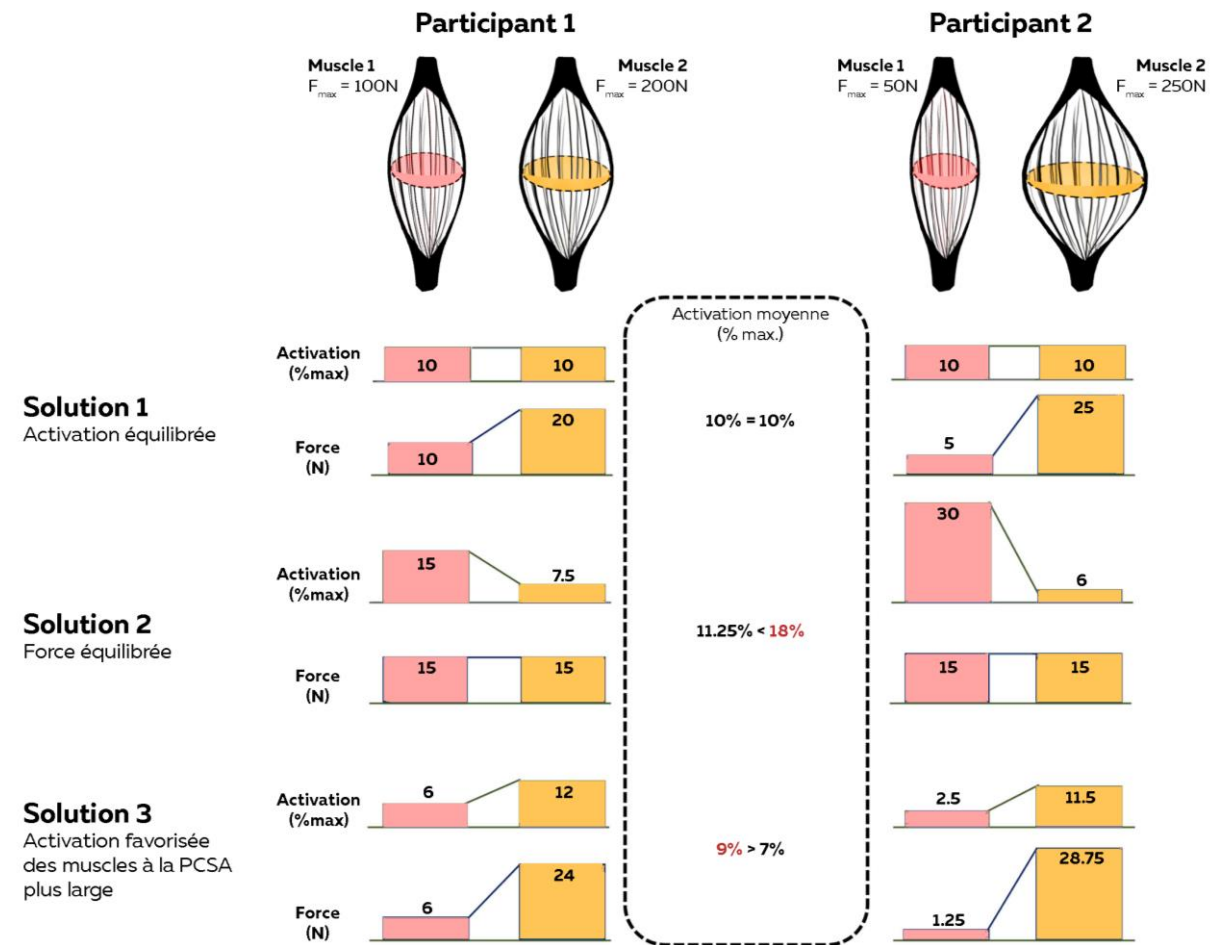 Participant 1
Participant 2
Muscle 1
F max = 100N
Muscle 2
F max = 200N
Muscle 1
F max = 50N
Muscle 2
F max = 250N
Activation moyenne
(% max.)
Solution 1
Activation équilibrée
Activation
(%max)
10
10
10
10
Force
(N)
10
20
10% = 10%
5
25
Solution 2
Force équilibrée
Activation
(%max)
15
7.5
30
6
11.25% < 18%
Force
(N)
15
15
15
15
Solution 3
Activation favorisée
des muscles à la PCSA
plus large
Activation
(%max)
6
12
2.5
11.5
9% > 7%
Force
(N)
6
24
1.25
28.75